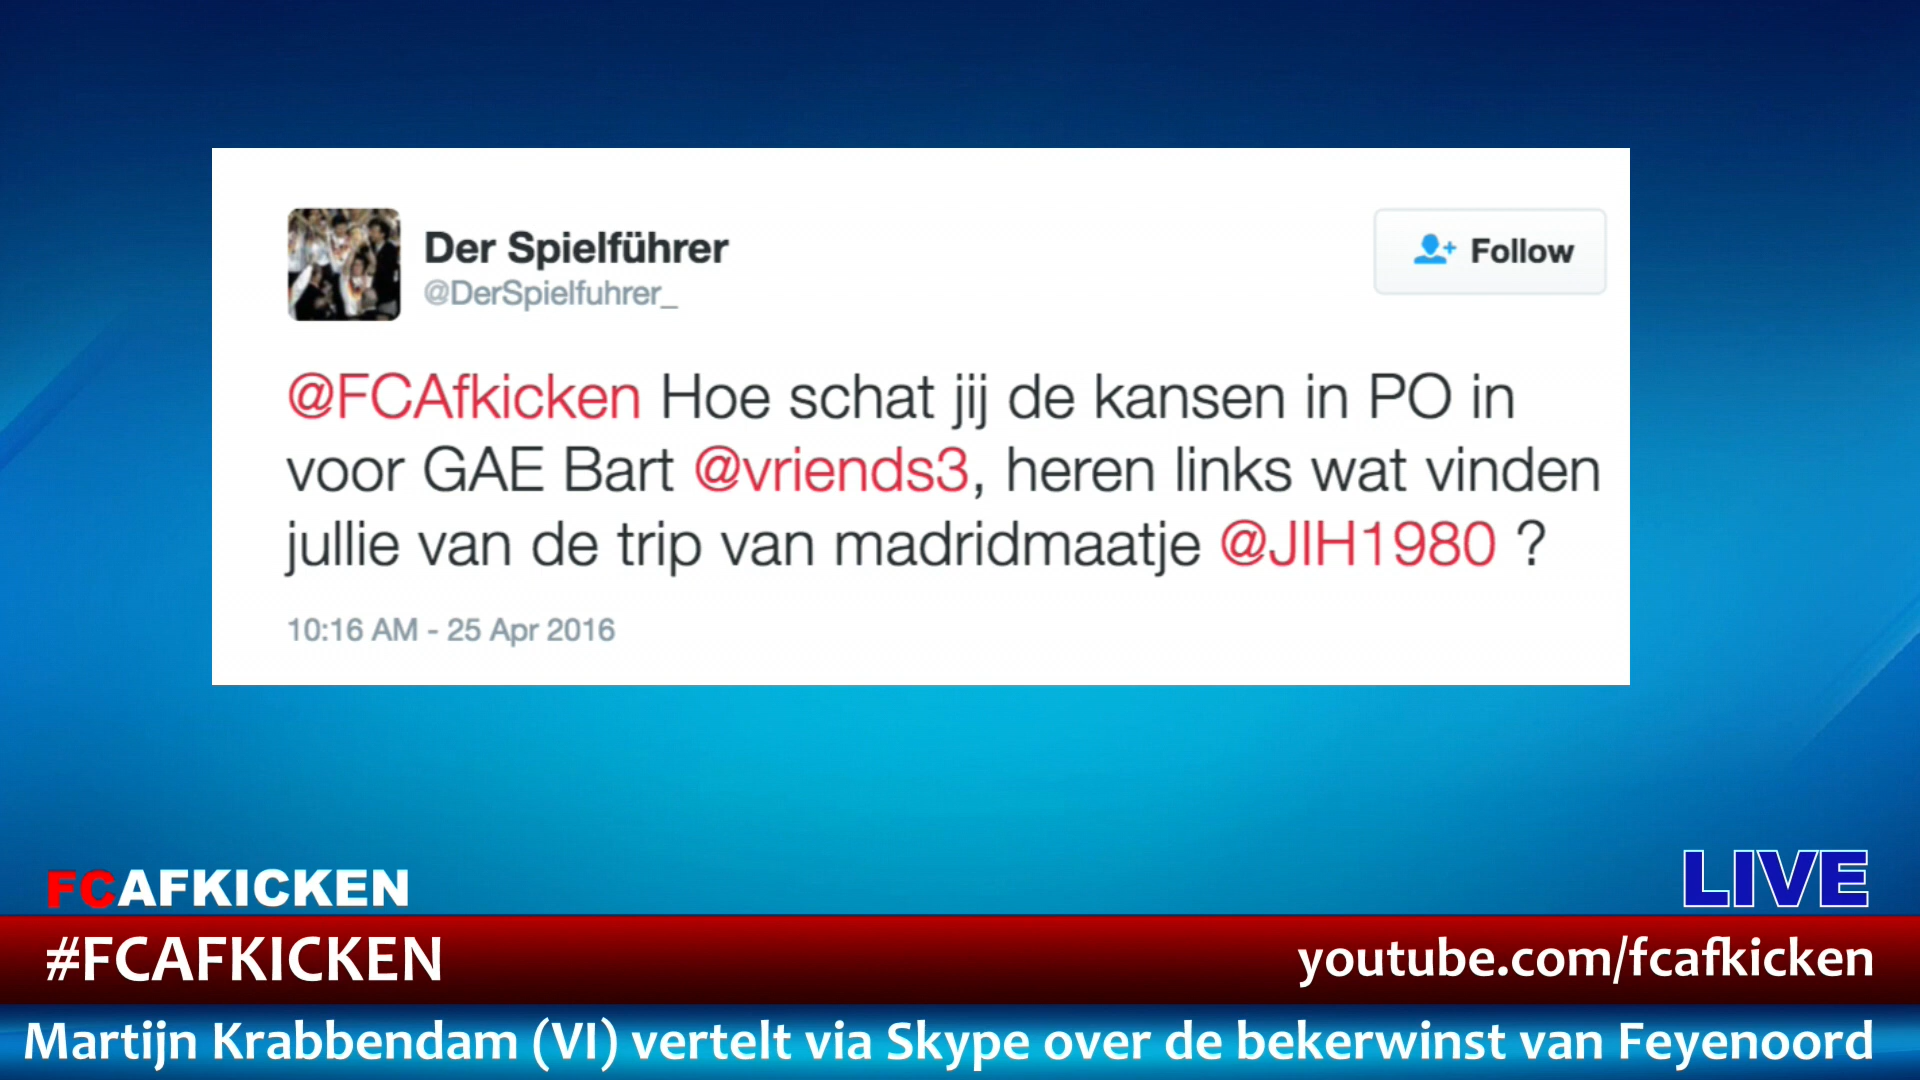 Der Spielführer
@DerSpielfuhrer_
Follow
@FCAfkicken Hoe schat jij de kansen in PO in
voor GAE Bart @vriends3, heren links wat vinden
jullie van de trip van madridmaatje @JIH1980 ?
10:16 AM - 25 Apr 2016
FCAFKICKEN
LIVE
#FCAFKICKEN
youtube.com/fcafkicken
Martijn Krabbendam (VI) vertelt via Skype over de bekerwinst van Feyenoord